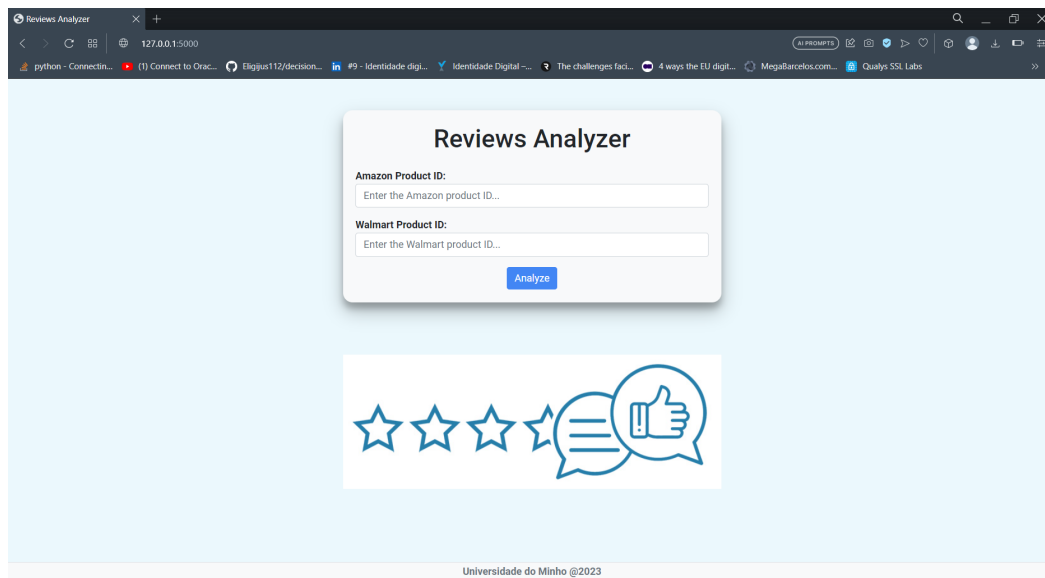 Reviews Analyzer
127.0.0.1:5000
AI PROMPTS
python - Connectin...
(1) Connect to Orac...
Eligijus112/decision...
#9 - Identidade digi...
Identidade Digital –...
The challenges faci...
4 ways the EU digit...
MegaBarcelos.com...
Qualys SSL Labs
Reviews Analyzer
Amazon Product ID:
Enter the Amazon product ID...
Walmart Product ID:
Enter the Walmart product ID...
Analyze
Universidade do Minho @2023